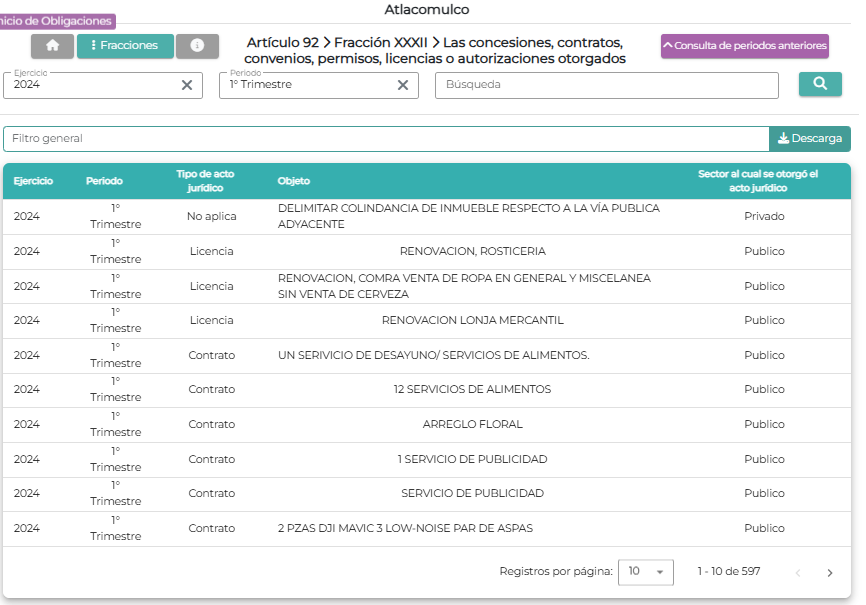 Atlacomulco
nicio de Obligaciones
Fracciones
Artículo 92 > Fracción XXXII > Las concesiones, contratos,
convenios, permisos, licencias o autorizaciones otorgados
Consulta de periodos anteriores
Ejercicio
2024
Periodo
1° Trimestre
Búsqueda
Filtro general
Descarga
Ejercicio Periodo Tipo de acto jurídico Objeto Sector al cual se otorgó el acto jurídico
2024 1° Trimestre No aplica DELIMITAR COLINDANCIA DE INMUEBLE RESPECTO A LA VÍA PUBLICA ADYACENTE Privado
2024 1° Trimestre Licencia RENOVACION, ROSTICERIA Publico
2024 1° Trimestre Licencia RENOVACION, COMRA VENTA DE ROPA EN GENERAL Y MISCELANEA SIN VENTA DE CERVEZA Publico
2024 1° Trimestre Licencia RENOVACION LONJA MERCANTIL Publico
2024 1° Trimestre Contrato UN SERIVICIO DE DESAYUNO/ SERVICIOS DE ALIMENTOS. Publico
2024 1° Trimestre Contrato 12 SERVICIOS DE ALIMENTOS Publico
2024 1° Trimestre Contrato ARREGLO FLORAL Publico
2024 1° Trimestre Contrato 1 SERVICIO DE PUBLICIDAD Publico
2024 1° Trimestre Contrato SERVICIO DE PUBLICIDAD Publico
2024 1° Trimestre Contrato 2 PZAS DJI MAVIC 3 LOW-NOISE PAR DE ASPAS Publico
Registros por página: 10 1 - 10 de 597